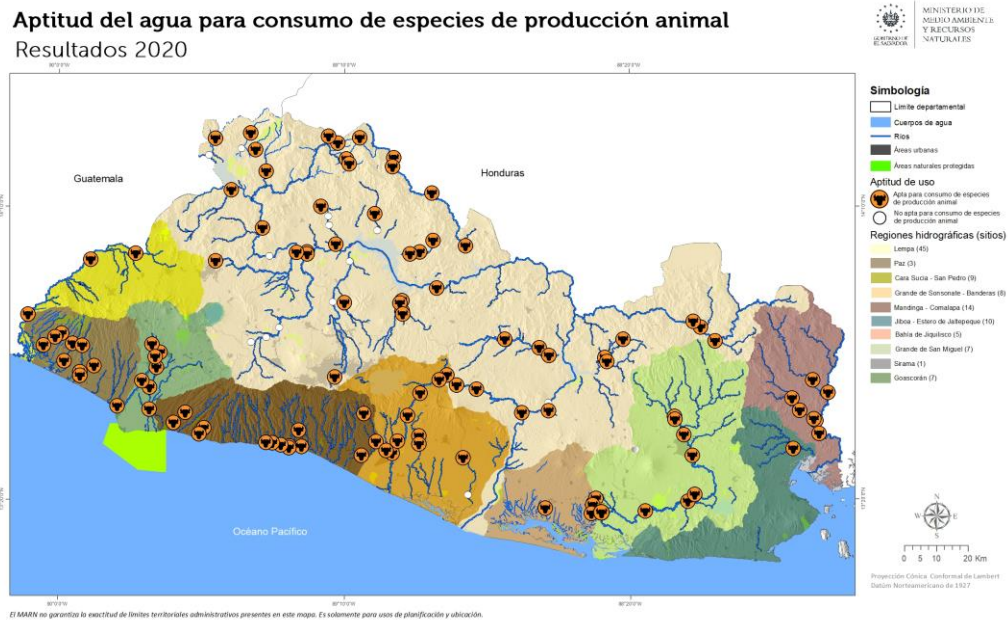 Aptitud del agua para consumo de especies de producción animal
Resultados 2020
GOBIERNO DE
EL SALVADOR
MINISTERIO DE
MEDIO AMBIENTE
Y RECURSOS
NATURALES
Guatemala
Honduras
Océano Pacífico
Simbología
Límite departamental
Cuerpos de agua
Ríos
Áreas urbanas
Áreas naturales protegidas
Aptitud de uso
Apta para consumo de especies
de producción animal
No apta para consumo de especies
de producción animal
Regiones hidrográficas (sitios)
Lempa (45)
Paz (3)
Cara Sucia - San Pedro (9)
Grande de Sonsonate - Banderas (8)
Mandinga - Comalapa (14)
Jiboa - Estero de Jaltepeque (10)
Bahía de Jiquilisco (5)
Grande de San Miguel (7)
Sirama (1)
Goascorán (7)
N
W
E
S
0 5 10 20 Km
Proyección Cónica Conformal de Lambert
Datúm Norteamericano de 1927
El MARN no garantiza la exactitud de límites territoriales administrativos presentes en este mapa. Es solamente para usos de planificación y ubicación.